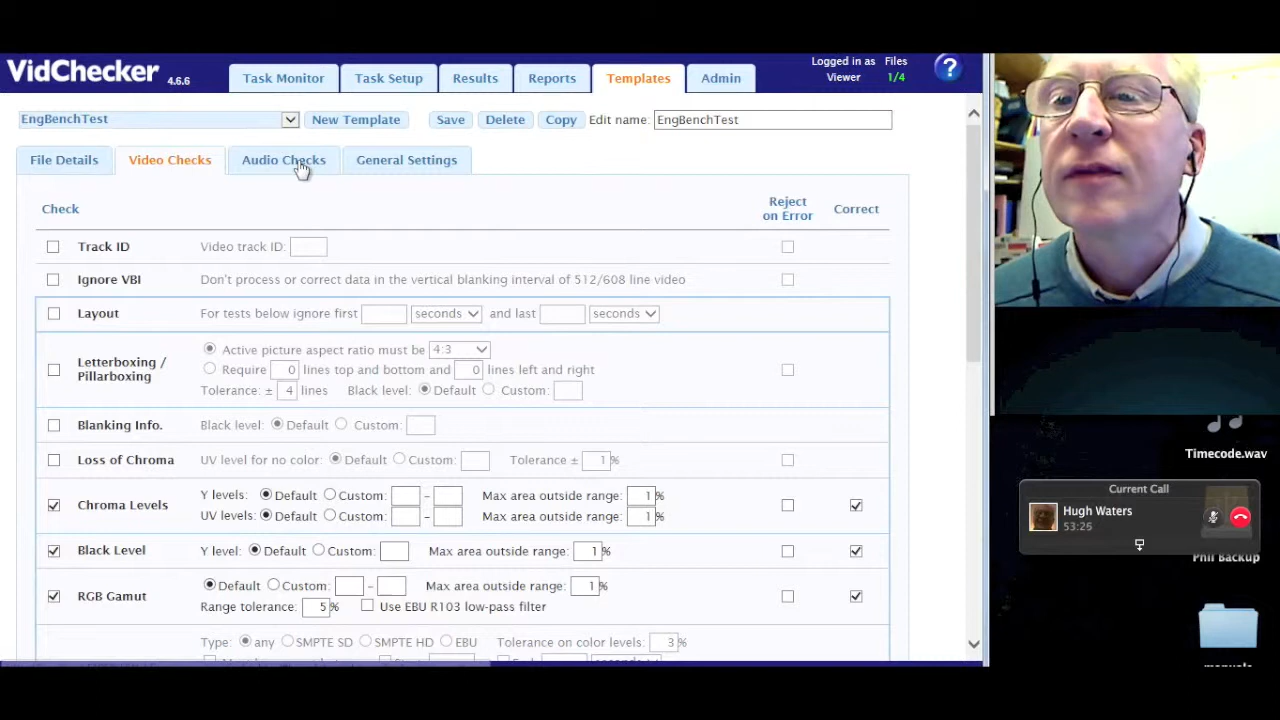 VidChecker 4.6.6
Task Monitor
Task Setup
Results
Reports
Templates
Admin
Logged in as Viewer
Files 1/4
?
EngBenchTest
New Template
Save
Delete
Copy
Edit name: EngBenchTest
File Details
Video Checks
Audio Checks
General Settings
Check
Reject on Error
Correct
Track ID Video track ID:
Ignore VBI Don't process or correct data in the vertical blanking interval of 512/608 line video
Layout For tests below ignore first seconds and last seconds
Letterboxing / Pillarboxing
Active picture aspect ratio must be 4:3
Require 0 lines top and bottom and 0 lines left and right
Tolerance: ± 4 lines Black level: Default Custom:
Blanking Info. Black level: Default Custom:
Loss of Chroma UV level for no color: Default Custom: Tolerance ± 1 %
Chroma Levels
Y levels: Default Custom: – Max area outside range: 1 %
UV levels: Default Custom: – Max area outside range: 1 %
Black Level Y level: Default Custom: Max area outside range: 1 %
RGB Gamut
Default Custom: – Max area outside range: 1 %
Range tolerance: 5 % Use EBU R103 low-pass filter
Type: any SMPTE SD SMPTE HD EBU Tolerance on color levels: 3 %
Timecode.wav
Current Call
Hugh Waters
53:26
Phil Backup